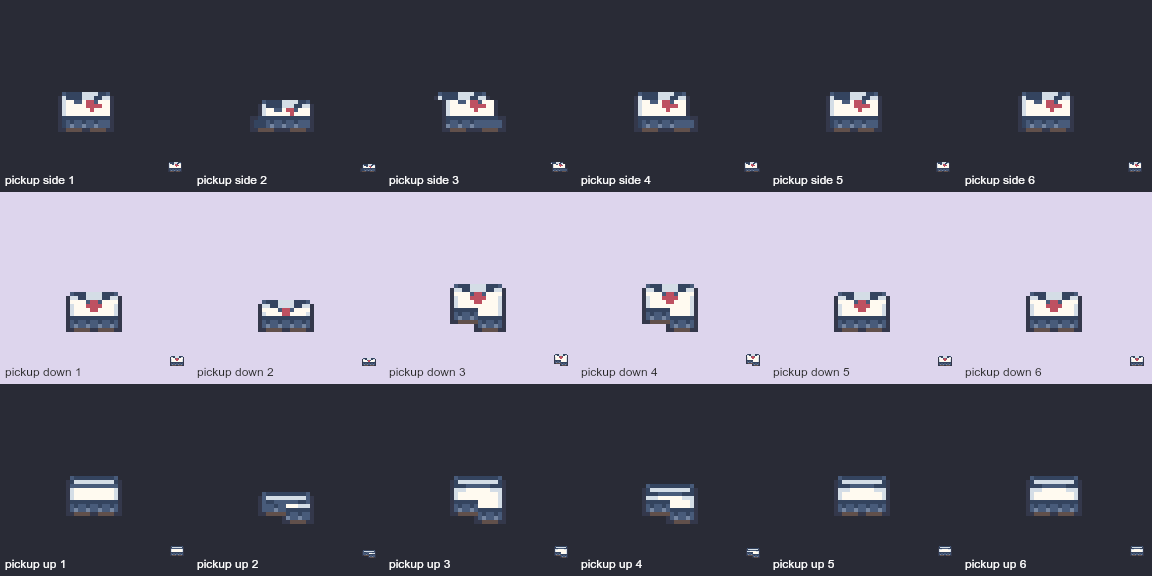 pickup side 1
pickup side 2
pickup side 3
pickup side 4
pickup side 5
pickup side 6
pickup down 1
pickup down 2
pickup down 3
pickup down 4
pickup down 5
pickup down 6
pickup up 1
pickup up 2
pickup up 3
pickup up 4
pickup up 5
pickup up 6